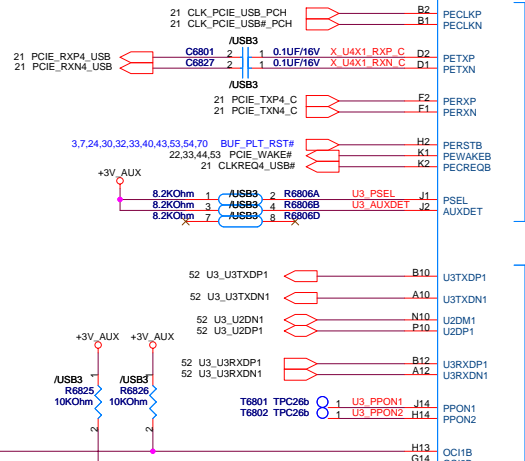 21 CLK_PCIE_USB_PCH B2 PECLKP
21 CLK_PCIE_USB#_PCH B1 PECLKN
/USB3
21 PCIE_RXP4_USB C6801 2 1 0.1UF/16V X_U4X1_RXP_C D2 PETXP
21 PCIE_RXN4_USB C6827 2 1 0.1UF/16V X_U4X1_RXN_C D1 PETXN
/USB3
21 PCIE_TXP4_C F2 PERXP
21 PCIE_TXN4_C F1 PERXN
3,7,24,30,32,33,40,43,53,54,70 BUF_PLT_RST# H2 PERSTB
22,33,44,53 PCIE_WAKE# K1 PEWAKEB
21 CLKREQ4_USB# K2 PECREQB
+3V_AUX
8.2KOhm 1 /USB3 2 R6806A U3_PSEL J1 PSEL
8.2KOhm 3 /USB3 4 R6806B U3_AUXDET J2 AUXDET
8.2KOhm 7 /USB3 8 R6806D
52 U3_U3TXDP1 B10 U3TXDP1
52 U3_U3TXDN1 A10 U3TXDN1
52 U3_U2DN1 N10 U2DM1
52 U3_U2DP1 P10 U2DP1
+3V_AUX +3V_AUX
52 U3_U3RXDP1 B12 U3RXDP1
52 U3_U3RXDN1 A12 U3RXDN1
1 1
/USB3 /USB3
R6825 R6826
10KOhm 10KOhm
T6801 TPC26b 1 U3_PPON1 J14 PPON1
T6802 TPC26b 1 U3_PPON2 H14 PPON2
2 2
H13 OCI1B
G14